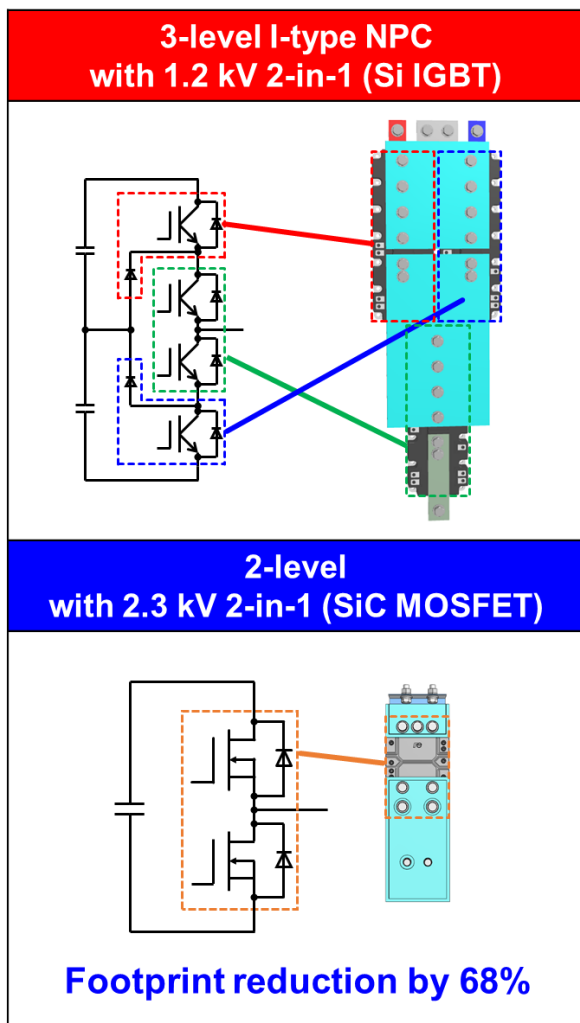 3-level I-type NPC
with 1.2 kV 2-in-1 (Si IGBT)
2-level
with 2.3 kV 2-in-1 (SiC MOSFET)
Footprint reduction by 68%